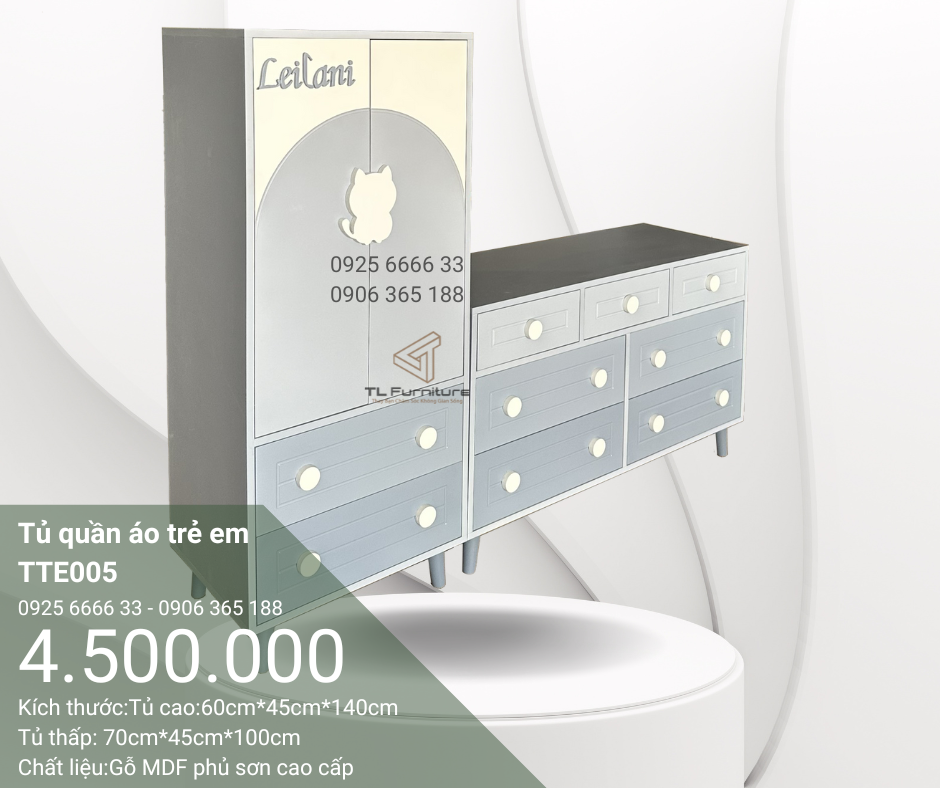 Leilani
0925 6666 33
0906 365 188
TL Furniture
Tủ quần áo trẻ em
TTE005
0925 6666 33 - 0906 365 188
4.500.000
Kích thước:Tủ cao:60cm*45cm*140cm
Tủ thấp: 70cm*45cm*100cm
Chất liệu:Gỗ MDF phủ sơn cao cấp